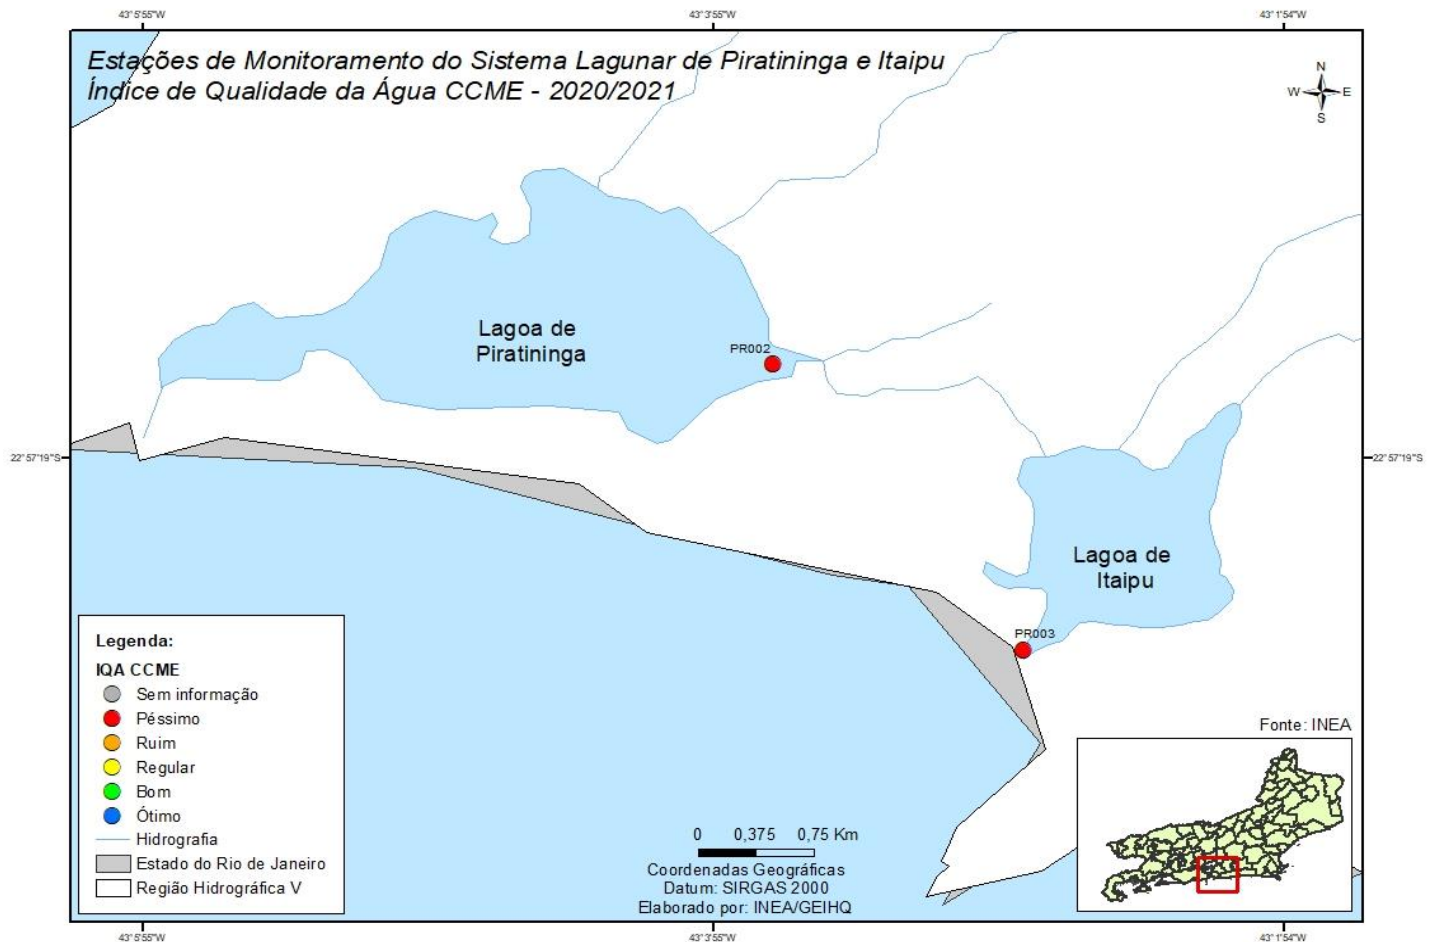 43°5'55"W
43°3'55"W
43°1'54"W
Estações de Monitoramento do Sistema Lagunar de Piratininga e Itaipu
Índice de Qualidade da Água CCME - 2020/2021
N
W
E
S
Lagoa de
Piratininga
PR002
22°57'19"S
22°57'19"S
Lagoa de
Itaipu
PR003
Legenda:
IQA CCME
Sem informação
Péssimo
Ruim
Regular
Bom
Ótimo
Hidrografia
Estado do Rio de Janeiro
Região Hidrográfica V
0 0,375 0,75 Km
Coordenadas Geográficas
Datum: SIRGAS 2000
Elaborado por: INEA/GEIHQ
Fonte: INEA
43°5'55"W
43°3'55"W
43°1'54"W